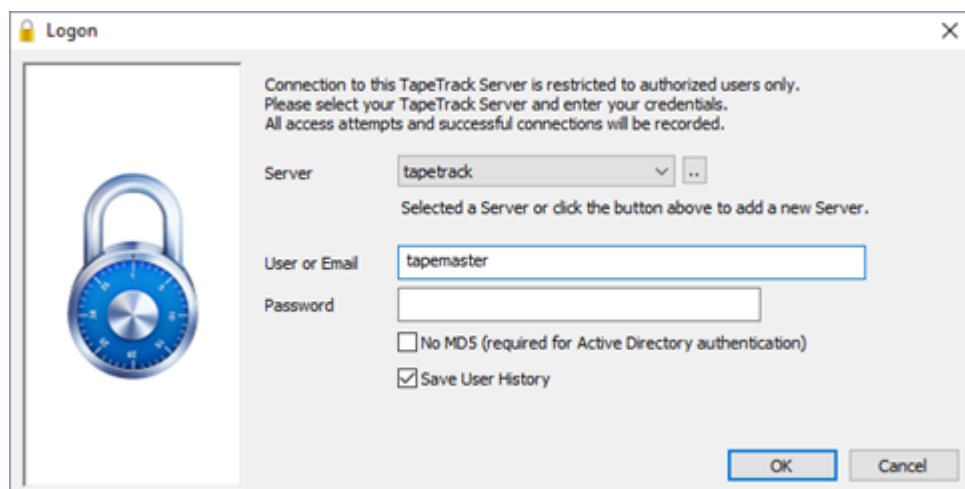 Logon
Connection to this TapeTrack Server is restricted to authorized users only.
Please select your TapeTrack Server and enter your credentials.
All access attempts and successful connections will be recorded.
Server tapetrack ..
Selected a Server or click the button above to add a new Server.
User or Email tapemaster
Password
No MD5 (required for Active Directory authentication)
Save User History
OK Cancel